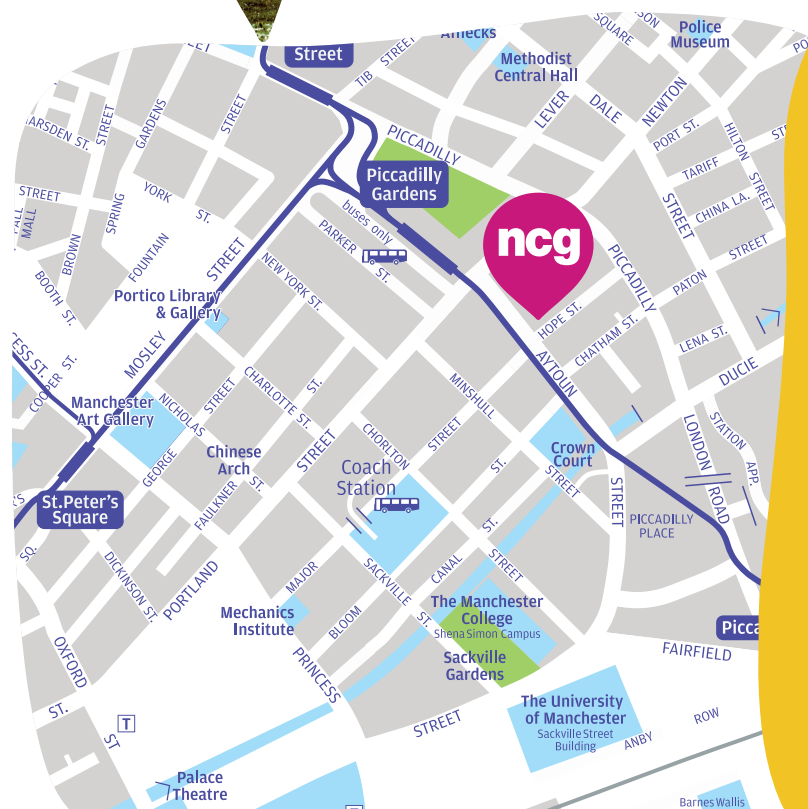 Street
TIB STREET
Methodist
Central Hall
SQUARE
Police
Museum
LEVER
DALE
NEWTON
PORT ST.
HILTON
STREET
TARIFF
CHINA LA.
STREET
STREET
PATON
LENA ST.
DUCIE
PICCADILLY
Piccadilly
Gardens
ncg
PICCADILLY
HOPE ST.
CHATHAM ST.
AYTOUN
buses only
PARKER
ST.
STREET
GARDENS
STREET
STREET
YORK
ST.
SPRING
MALL
BROWN
FOUNTAIN
BOOTH ST.
STREET
MOSLEY
NEW YORK ST.
Portico Library
& Gallery
COOPER ST.
Manchester
Art Gallery
NICHOLAS
STREET
CHARLOTTE ST.
ST.
STREET
MINSHULL
STREET
CHORLTON
Chinese
Arch
GEORGE
FAULKNER
ST.
Coach
Station
ST.
Crown
Court
STREET
STREET
LONDON
ROAD
STATION
APP.
PICCADILLY
PLACE
St.Peter's
Square
SQ.
DICKINSON ST.
PORTLAND
MAJOR
SACKVILLE
ST.
CANAL
ST.
STREET
BLOOM
Mechanics
Institute
PRINCESS
The Manchester
College
Shena Simon Campus
Sackville
Gardens
FAIRFIELD
OXFORD
ST.
ST
T
STREET
The University
of Manchester
Sackville Street
Building
ROW
Palace
Theatre
Barnes Wallis